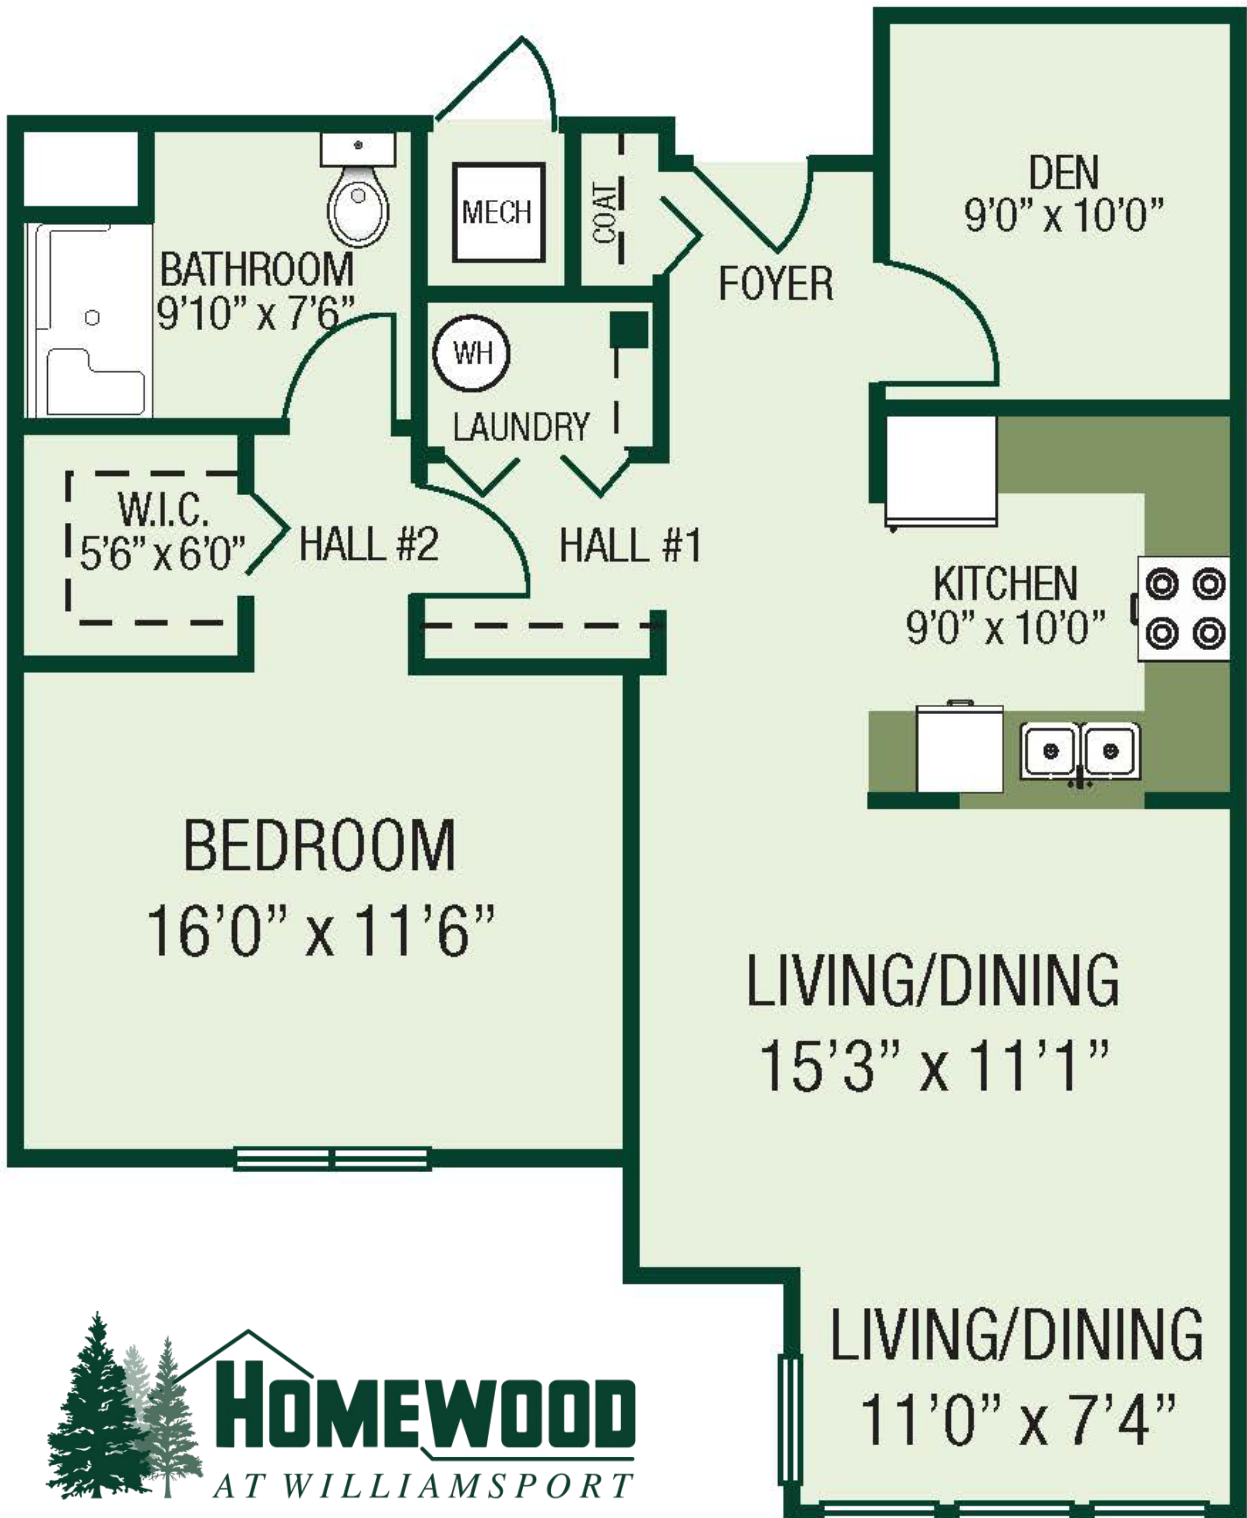 DEN
9'0” x 10'0”
MECH
COAT
BATHROOM
9'10” x 7'6”
FOYER
WH
LAUNDRY
W.I.C.
5'6” x 6'0”
HALL #2
HALL #1
KITCHEN
9'0” x 10'0”
BEDROOM
16'0” x 11'6”
LIVING/DINING
15'3” x 11'1”
LIVING/DINING
11'0” x 7'4”
HOMEWOOD
AT WILLIAMSPORT